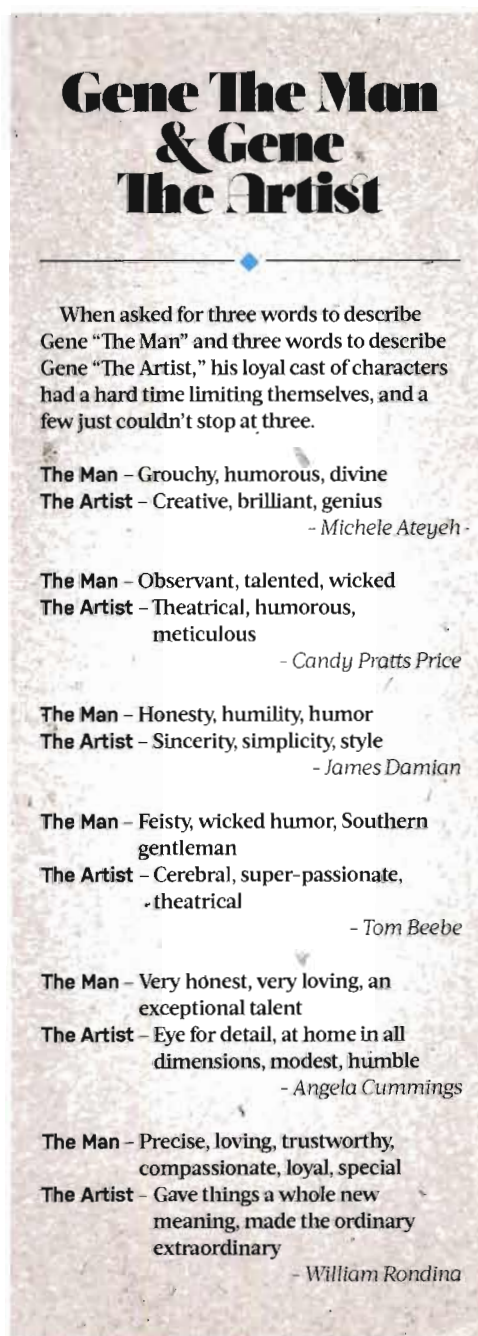 Gene The Man
& Gene
The Artist
When asked for three words to describe
Gene “The Man” and three words to describe
Gene “The Artist,” his loyal cast of characters
had a hard time limiting themselves, and a
few just couldn’t stop at three.
The Man – Grouchy, humorous, divine
The Artist – Creative, brilliant, genius
- Michele Ateyeh -
The Man – Observant, talented, wicked
The Artist – Theatrical, humorous,
meticulous
- Candy Pratts Price
The Man – Honesty, humility, humor
The Artist – Sincerity, simplicity, style
- James Damian
The Man – Feisty, wicked humor, Southern
gentleman
The Artist – Cerebral, super-passionate,
theatrical
- Tom Beebe
The Man – Very honest, very loving, an
exceptional talent
The Artist – Eye for detail, at home in all
dimensions, modest, humble
- Angela Cummings
The Man – Precise, loving, trustworthy,
compassionate, loyal, special
The Artist – Gave things a whole new
meaning, made the ordinary
extraordinary
- William Rondina